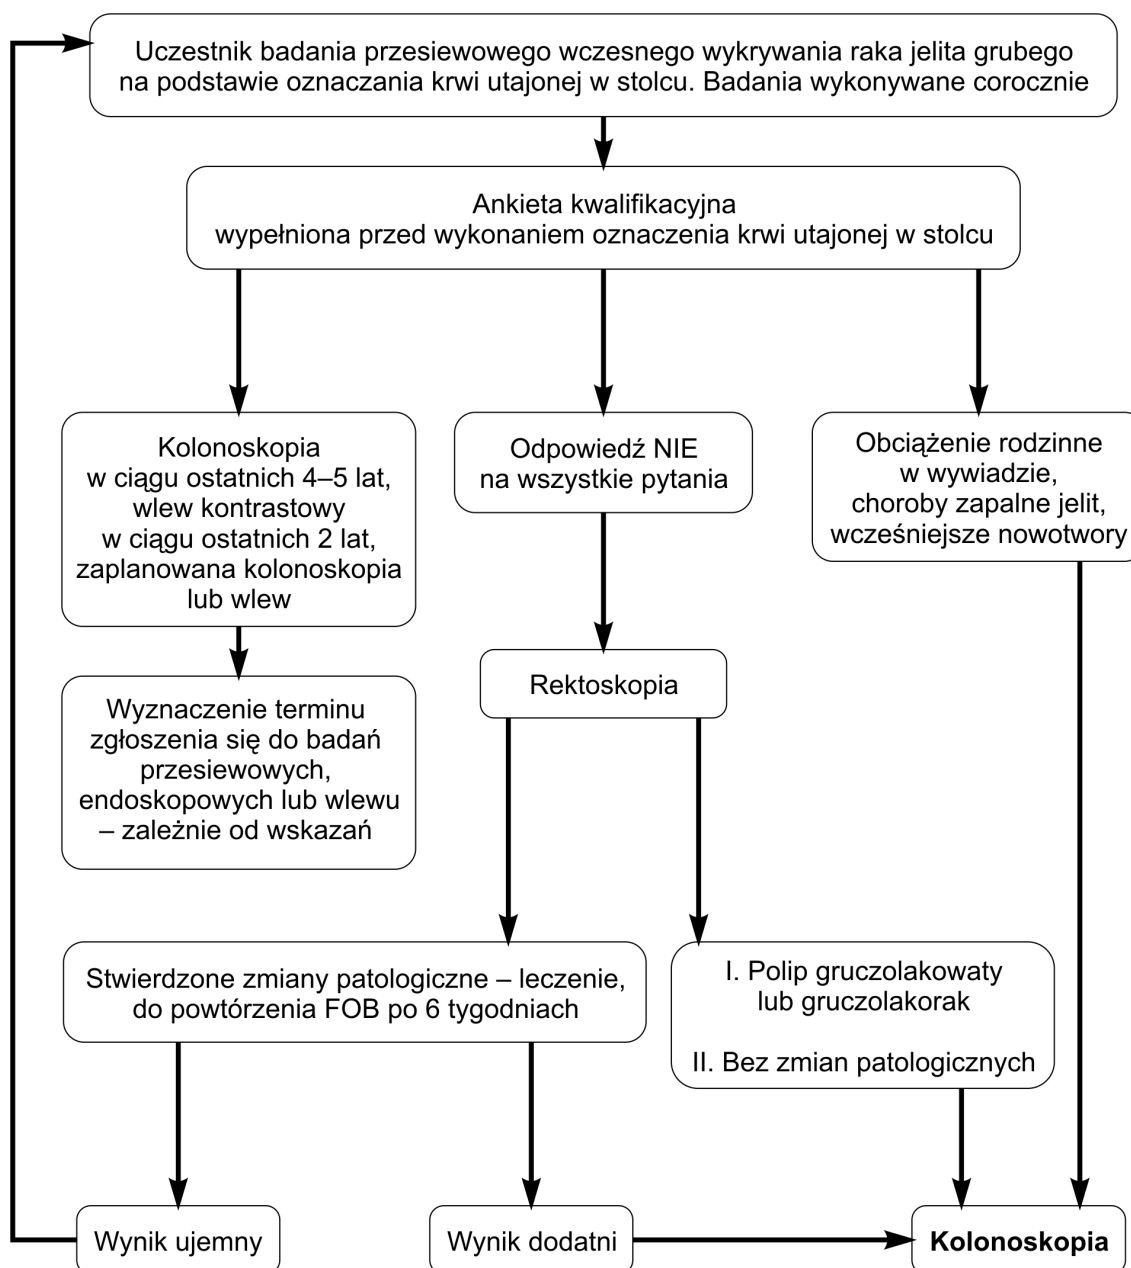 Uczestnik badania przesiewowego wczesnego wykrywania raka jelita grubego
na podstawie oznaczania krwi utajonej w stolcu. Badania wykonywane corocznie
Ankieta kwalifikacyjna
wypełniona przed wykonaniem oznaczenia krwi utajonej w stolcu
Kolonoskopia
w ciągu ostatnich 4–5 lat,
wlew kontrastowy
w ciągu ostatnich 2 lat,
zaplanowana kolonoskopia
lub wlew
Odpowiedź NIE
na wszystkie pytania
Obciążenie rodzinne
w wywiadzie,
choroby zapalne jelit,
wcześniejsze nowotwory
Wyznaczenie terminu
zgłoszenia się do badań
przesiewowych,
endoskopowych lub wlewu
– zależnie od wskazań
Rektoskopia
Stwierdzone zmiany patologiczne – leczenie,
do powtórzenia FOB po 6 tygodniach
I. Polip gruczolakowaty
lub gruczolakorak
II. Bez zmian patologicznych
Wynik ujemny
Wynik dodatni
Kolonoskopia